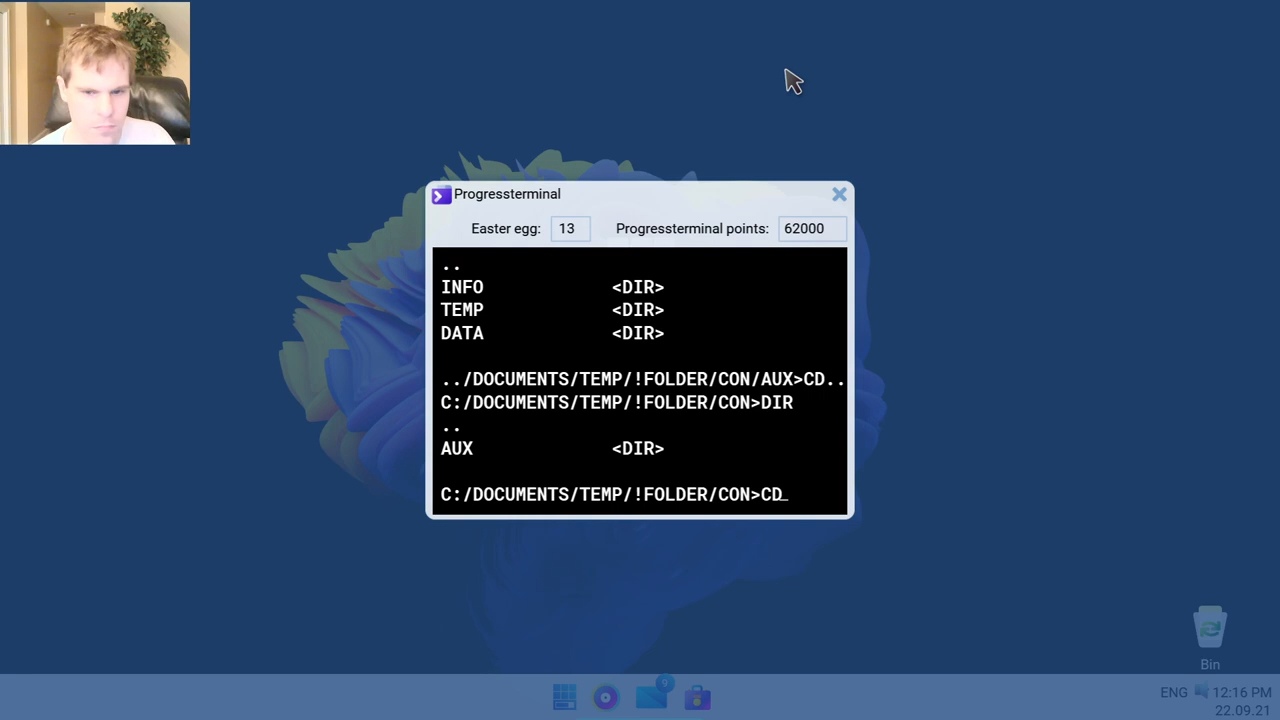 Progressterminal
Easter egg: 13 Progressterminal points: 62000
..
INFO <DIR>
TEMP <DIR>
DATA <DIR>
../DOCUMENTS/TEMP/!FOLDER/CON/AUX>CD..
C:/DOCUMENTS/TEMP/!FOLDER/CON>DIR
..
AUX <DIR>
C:/DOCUMENTS/TEMP/!FOLDER/CON>CD_
Bin
9
ENG 12:16 PM
22.09.21